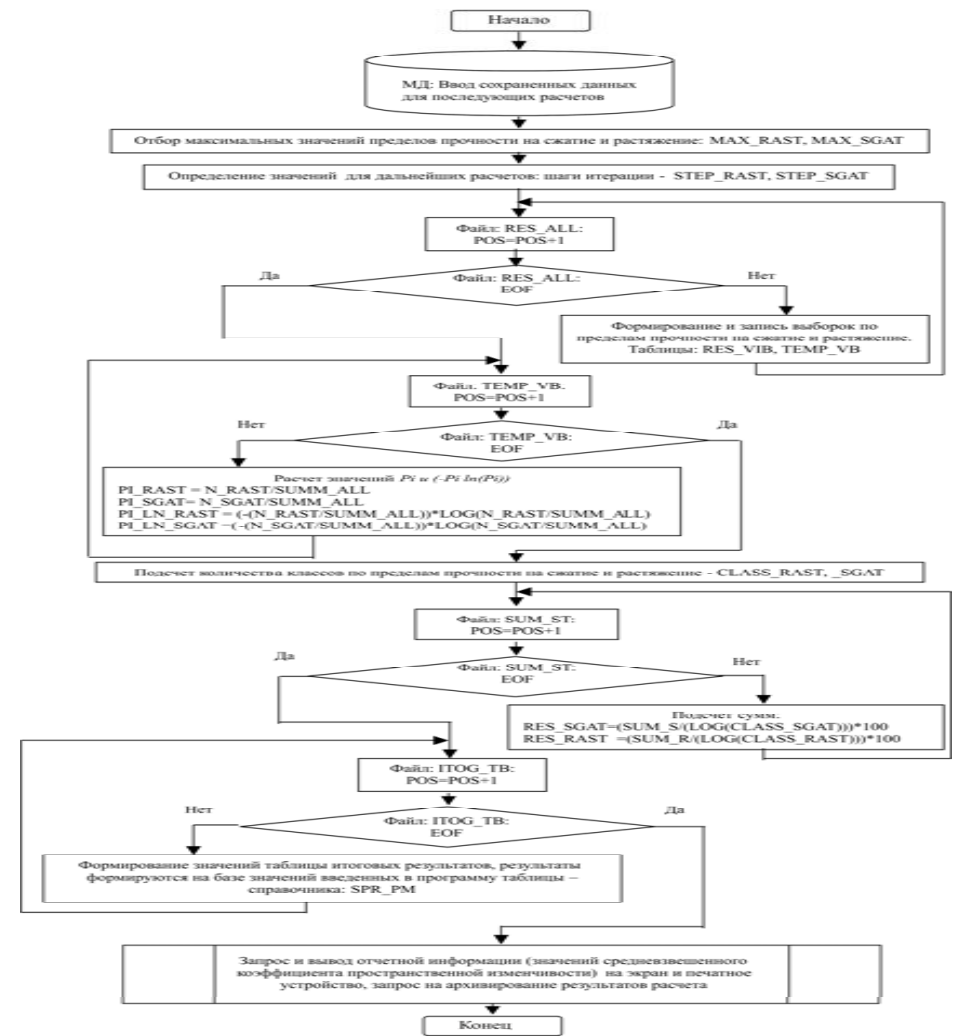 Начало
МД: Ввод сохраненных данных
для последующих расчетов
Отбор максимальных значений пределов прочности на сжатие и растяжение: MAX_RAST, MAX_SGAT
Определение значений для дальнейших расчетов: шаги итерации - STEP_RAST, STEP_SGAT
Файл: RES_ALL:
POS=POS+1
Да
Файл: RES_ALL:
EOF
Нет
Формирование и запись выборок по
пределам прочности на сжатие и растяжение.
Таблицы: RES_VIB, TEMP_VB
Файл. TEMP_VB.
POS=POS+1
Нет
Файл: TEMP_VB:
EOF
Да
Расчет значений Pi и (-Pi ln(Pi))
PI_RAST = N_RAST/SUMM_ALL
PI_SGAT= N_SGAT/SUMM_ALL
PI_LN_RAST = (-(N_RAST/SUMM_ALL))*LOG(N_RAST/SUMM_ALL)
PI_LN_SGAT =(-(N_SGAT/SUMM_ALL))*LOG(N_SGAT/SUMM_ALL)
Подсчет количества классов по пределам прочности на сжатие и растяжение - CLASS_RAST, _SGAT
Файл: SUM_ST:
POS=POS+1
Да
Файл: SUM_ST:
EOF
Нет
Подсчет сумм.
RES_SGAT=(SUM_S/(LOG(CLASS_SGAT)))*100
RES_RAST =(SUM_R/(LOG(CLASS_RAST)))*100
Файл: ITOG_TB:
POS=POS+1
Нет
Файл: ITOG_TB:
EOF
Да
Формирование значений таблицы итоговых результатов, результаты
формируются на базе значений введенных в программу таблицы –
справочника: SPR_PM
Запрос и вывод отчетной информации (значений средневзвешенного
коэффициента пространственной изменчивости) на экран и печатное
устройство, запрос на архивирование результатов расчета
Конец